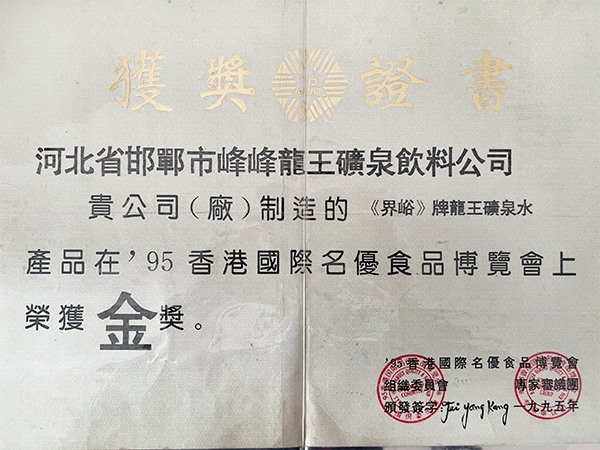 獲獎證書
河北省邯鄲市峰峰龍王礦泉飲料公司
貴公司(廠)制造的《界峪》牌龍王礦泉水
產品在'95香港國際名優食品博覽會上
榮獲金獎。
'95香港國際名優食品博覽會
組織委員會 專家審議團
頒發簽字:Fei Yong Kang 一九九五年